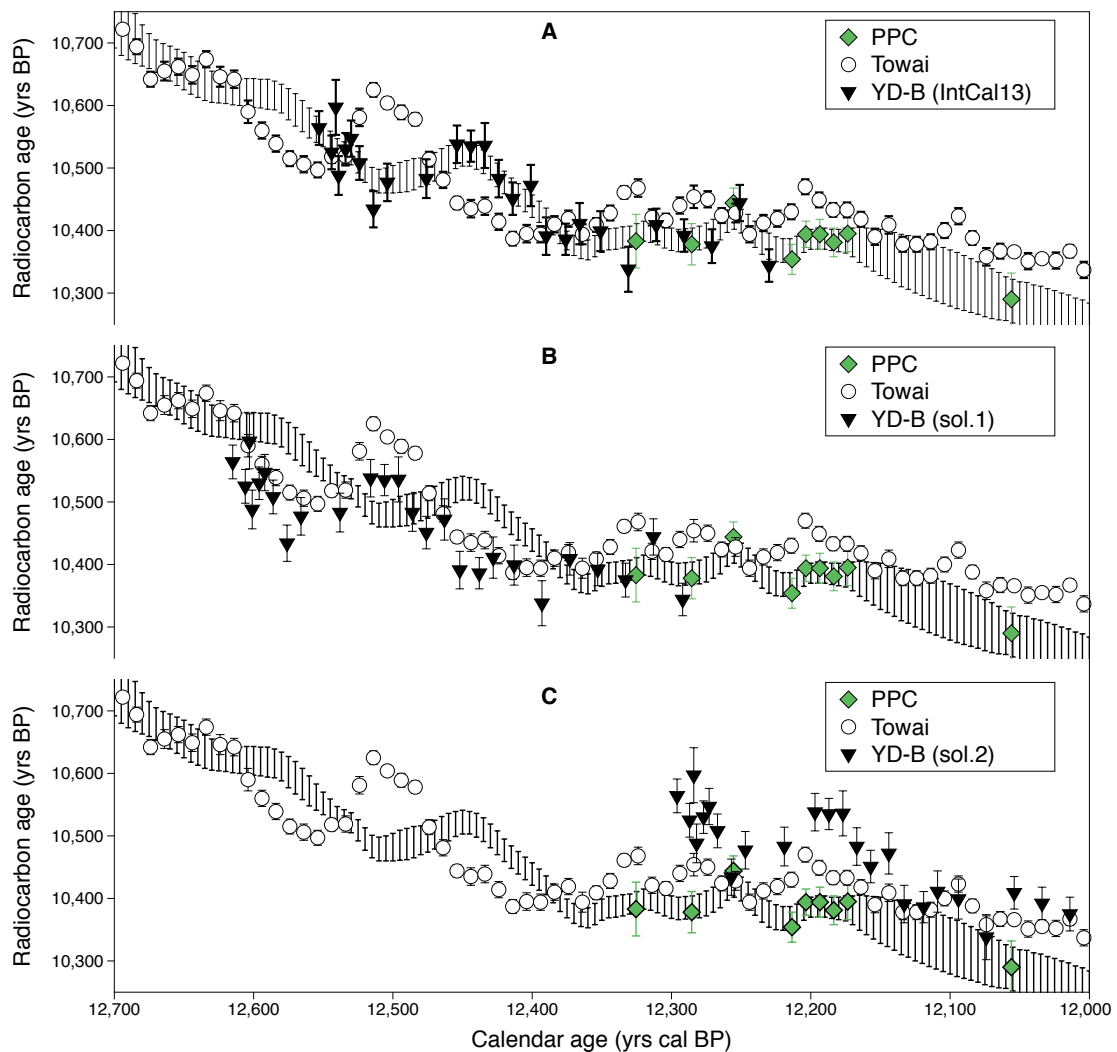 A
PPC
Towai
YD-B (IntCal13)
Radiocarbon age (yrs BP)
10,700
10,600
10,500
10,400
10,300
B
PPC
Towai
YD-B (sol.1)
Radiocarbon age (yrs BP)
10,700
10,600
10,500
10,400
10,300
C
PPC
Towai
YD-B (sol.2)
Radiocarbon age (yrs BP)
10,700
10,600
10,500
10,400
10,300
12,700 12,600 12,500 12,400 12,300 12,200 12,100 12,000
Calendar age (yrs cal BP)